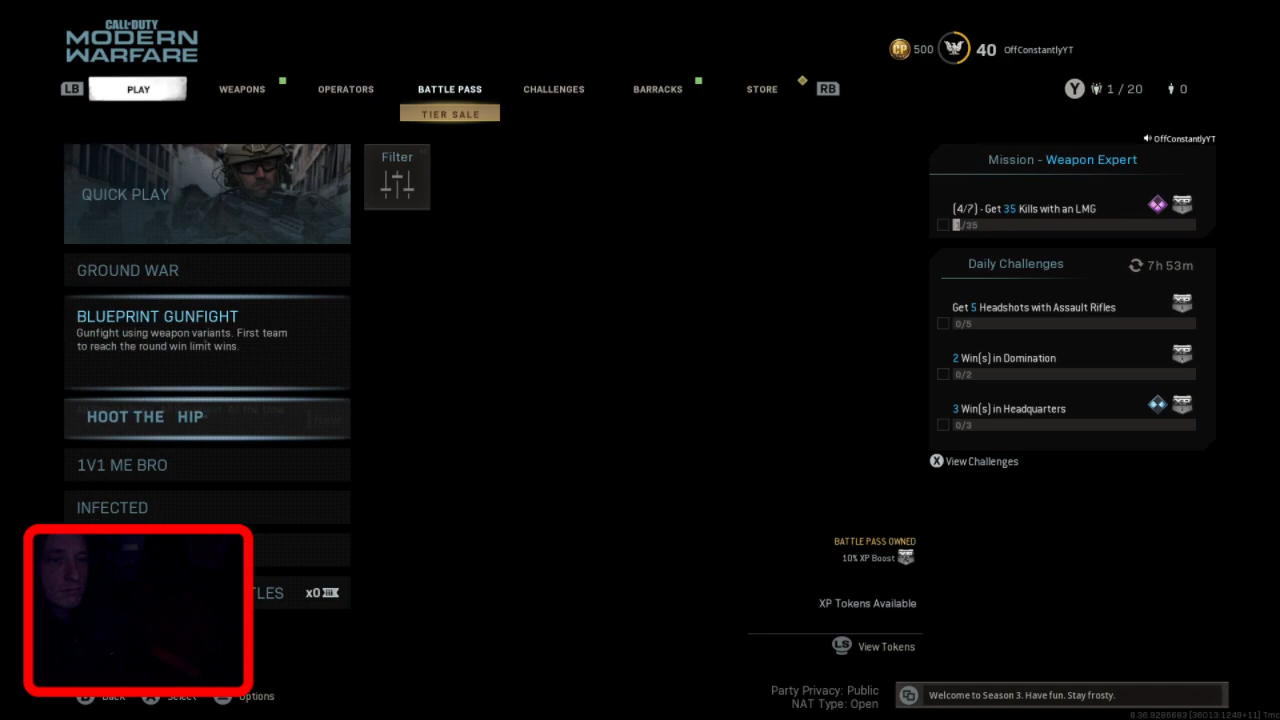 CALL OF DUTY
MODERN
WARFARE
CP 500 40 OffConstantlyYT
LB PLAY WEAPONS OPERATORS BATTLE PASS CHALLENGES BARRACKS STORE RB
TIER SALE
Y 1 / 20 0
OffConstantlyYT
QUICK PLAY
Filter
GROUND WAR
BLUEPRINT GUNFIGHT
Gunfight using weapon variants. First team
to reach the round win limit wins.
HOOT THE HIP
1V1 ME BRO
INFECTED
TLES x0
Mission - Weapon Expert
(4/7) - Get 35 Kills with an LMG
/35
Daily Challenges 7h 53m
Get 5 Headshots with Assault Rifles
0/5
2 Win(s) in Domination
0/2
3 Win(s) in Headquarters
0/3
X View Challenges
BATTLE PASS OWNED
10% XP Boost
XP Tokens Available
LS View Tokens
Back Select Options
Party Privacy: Public
NAT Type: Open
Welcome to Season 3. Have fun. Stay frosty.